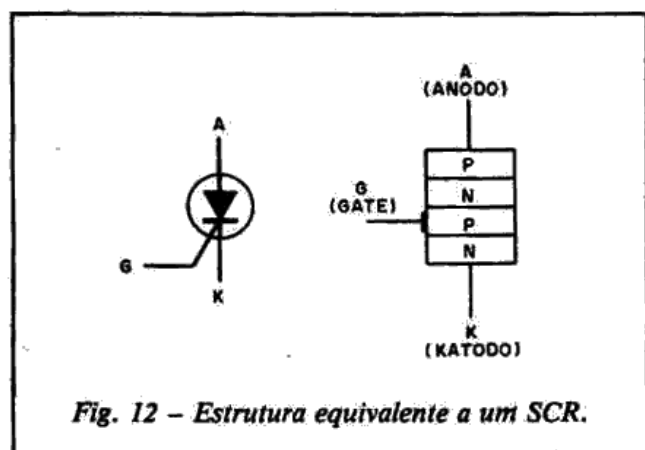 A
G
K
A
(ANODO)
G
(GATE)
P
N
P
N
K
(KATODO)
Fig. 12 – Estrutura equivalente a um SCR.